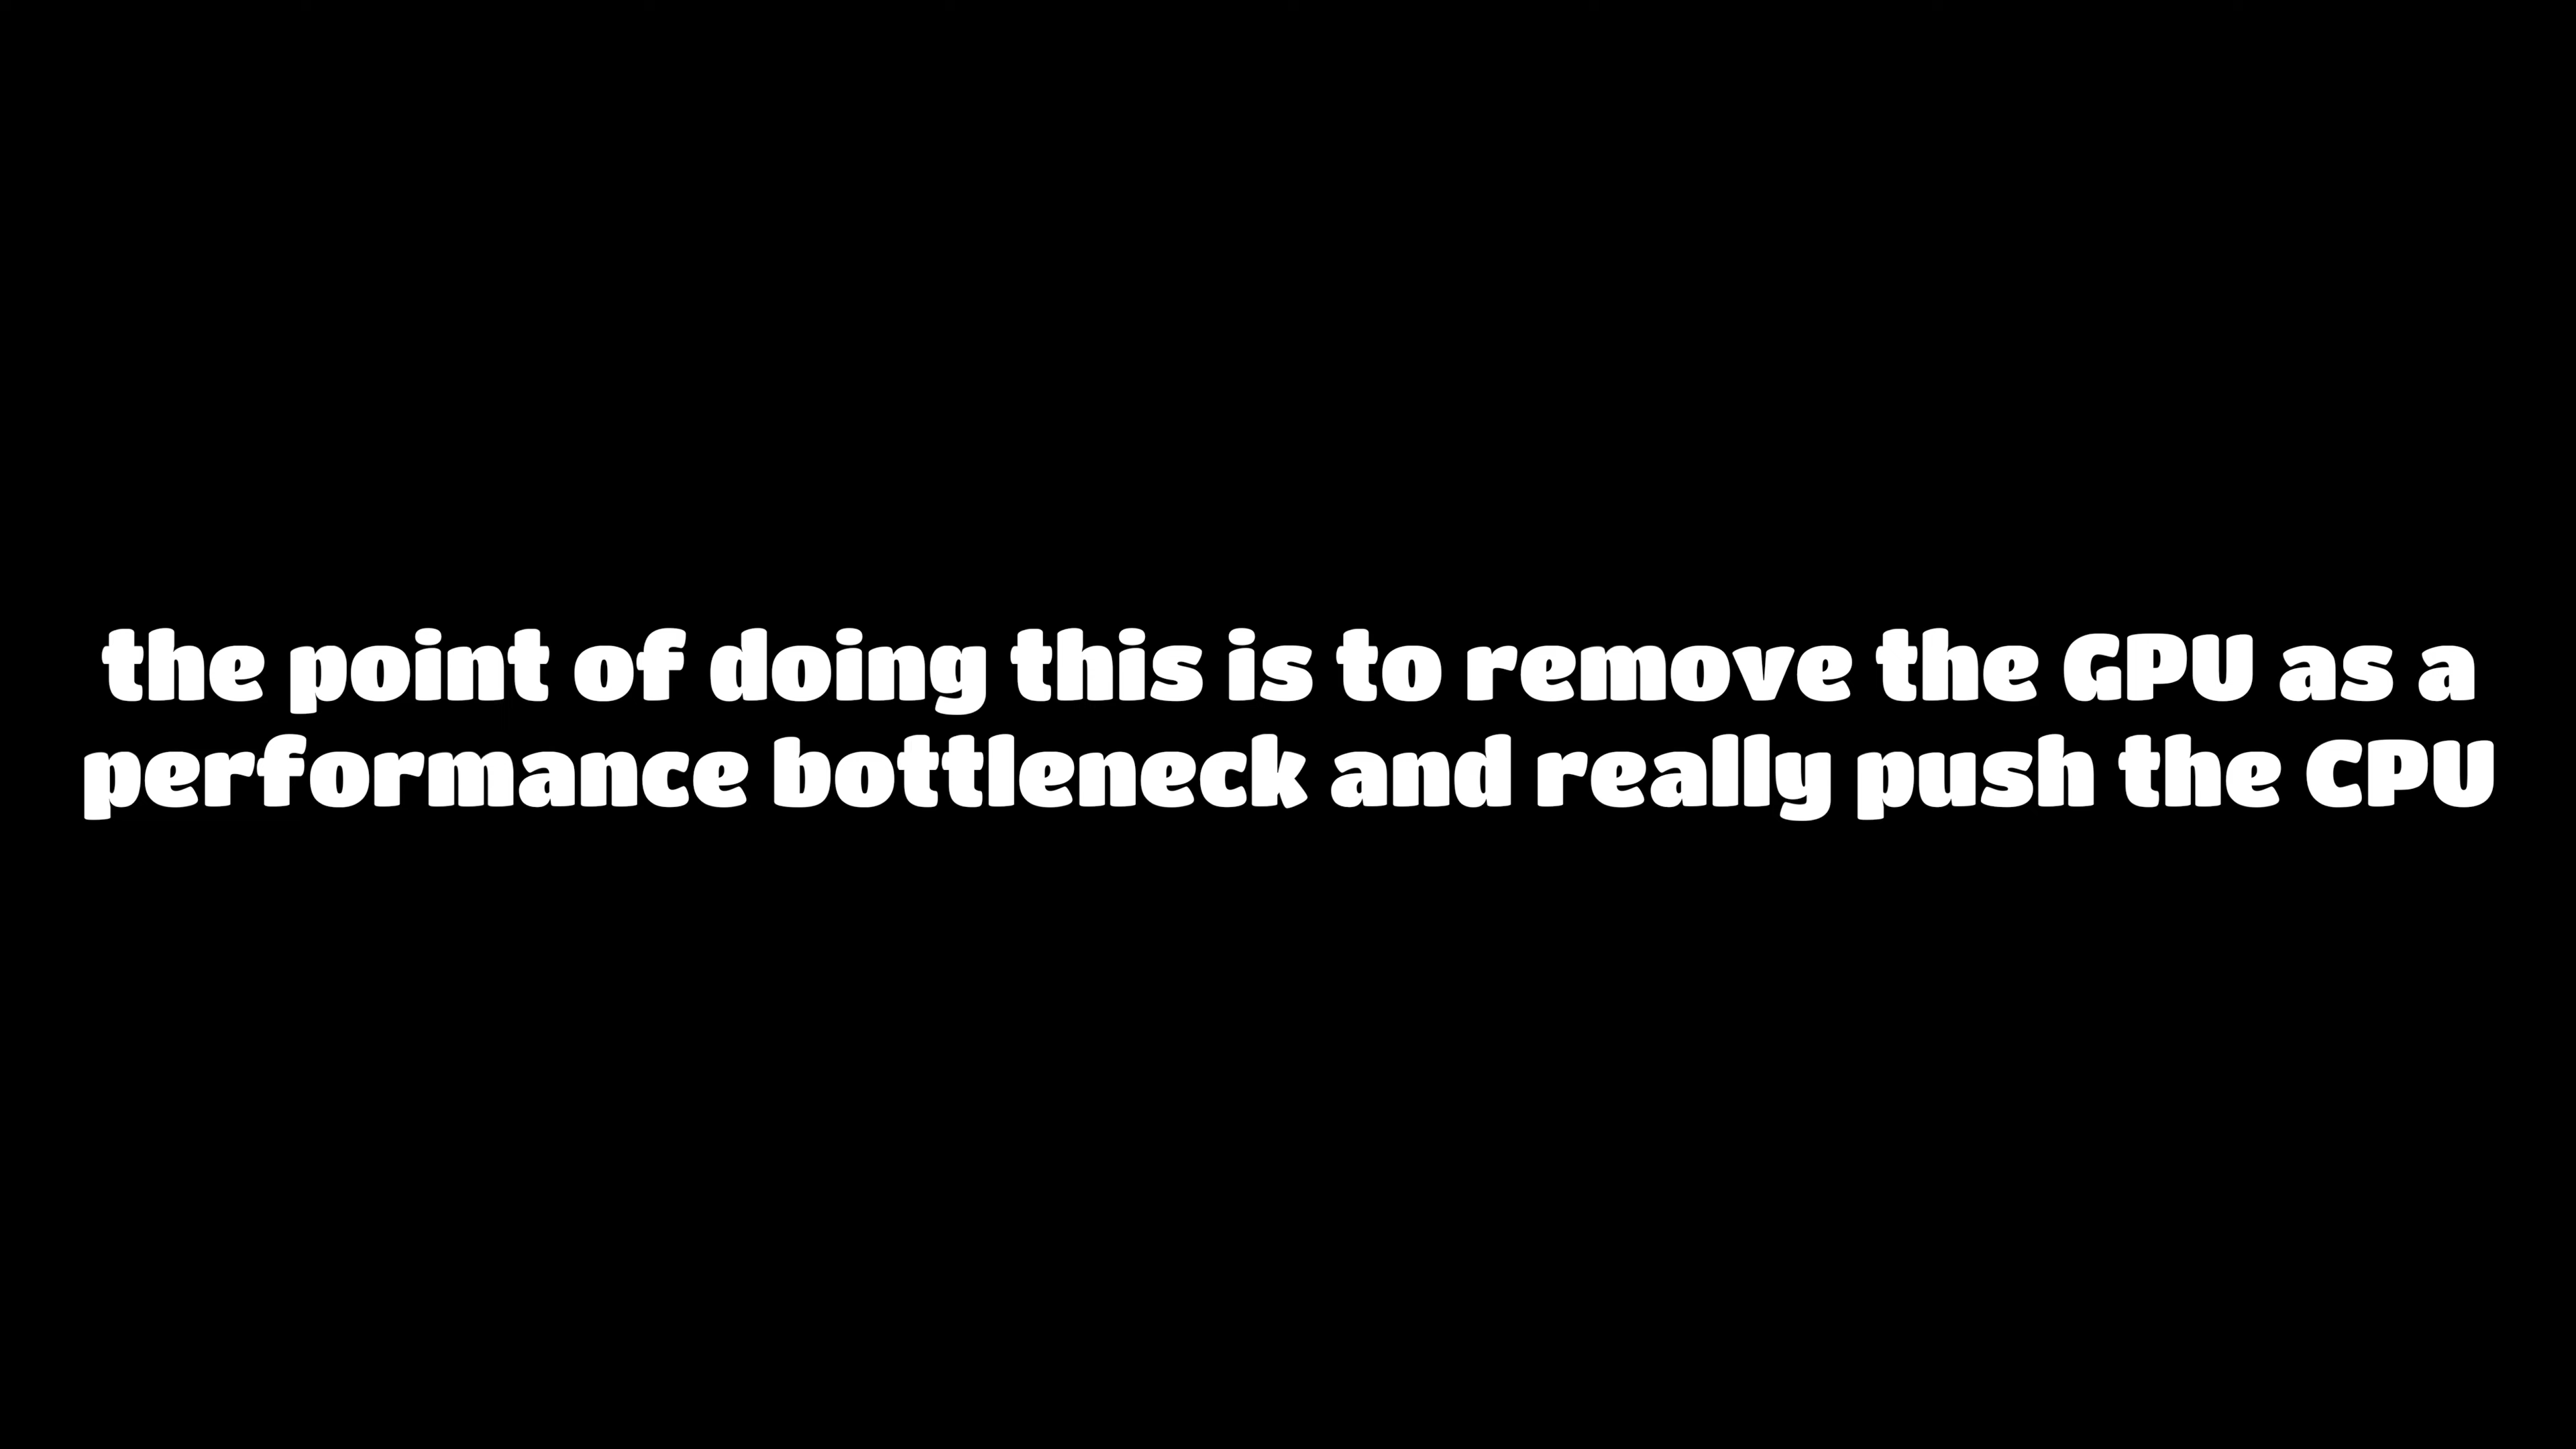 the point of doing this is to remove the GPU as a
performance bottleneck and really push the CPU